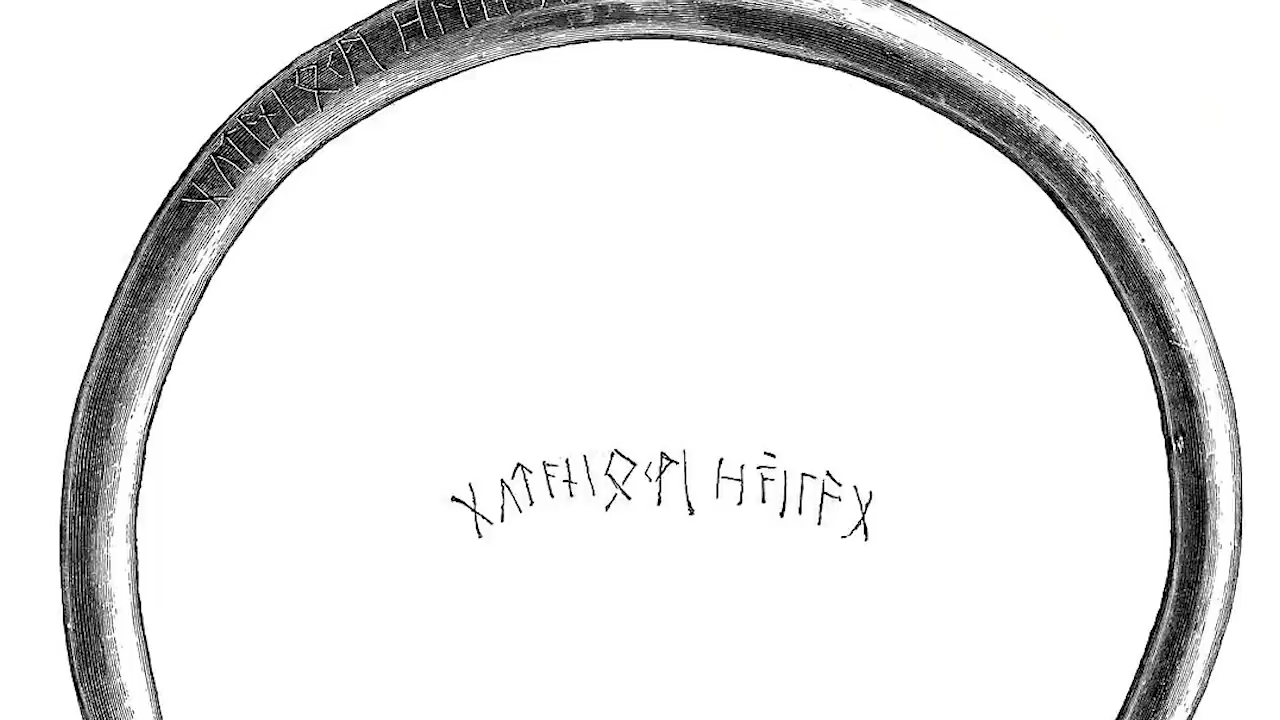 ᚷᚢᛏᚨᚾᛁᛟᚹᛁ ᚺᚨᛁᛚᚨᚷ